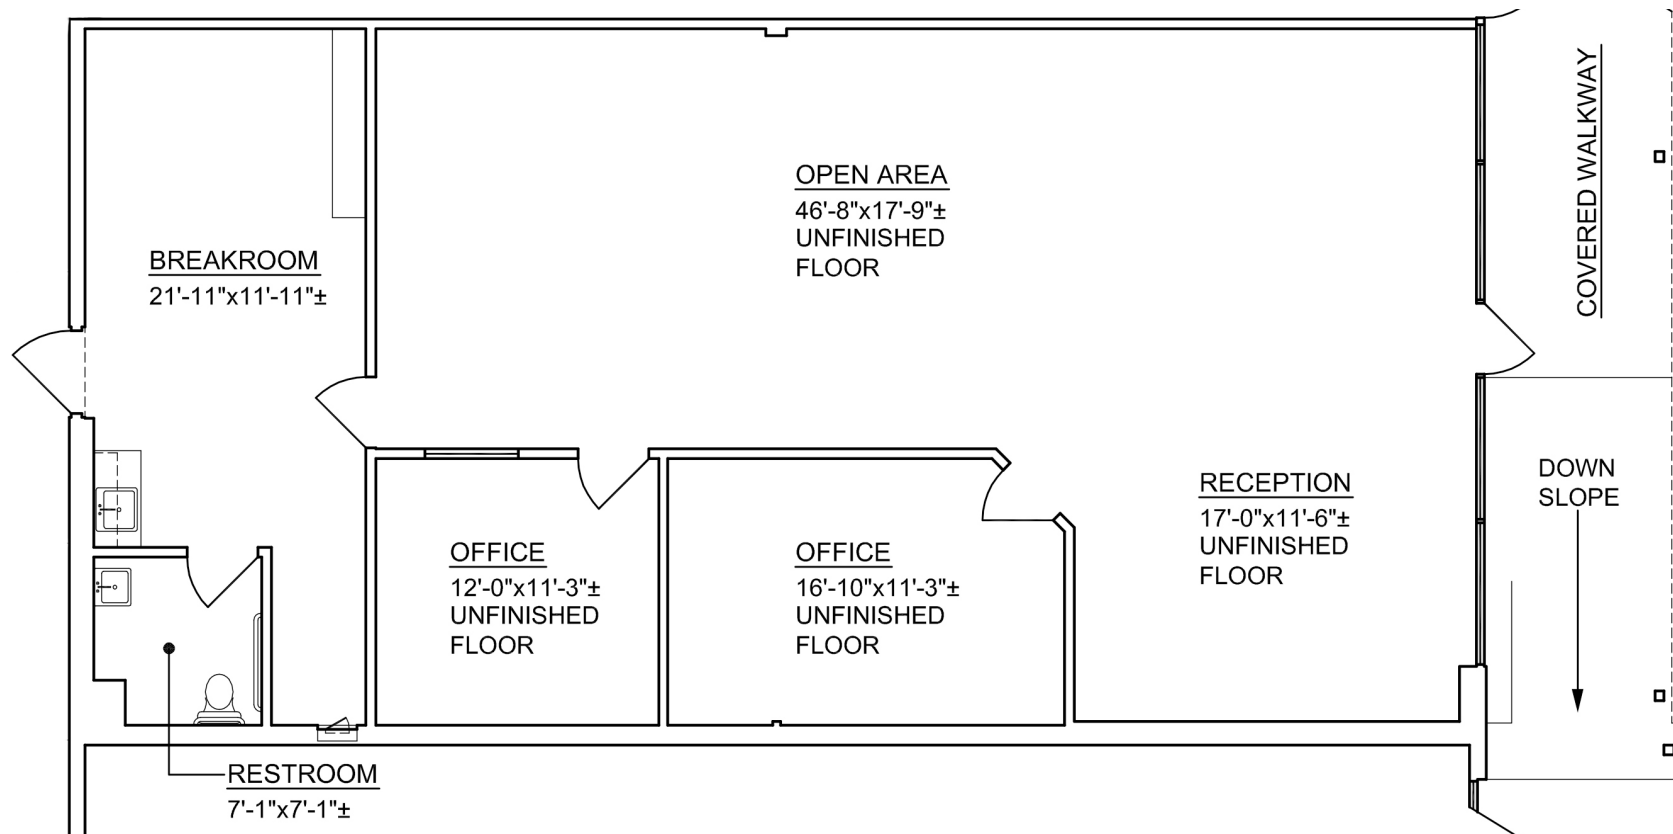 OPEN AREA
46'-8"x17'-9"±
UNFINISHED
FLOOR
COVERED WALKWAY
BREAKROOM
21'-11"x11'-11"±
RECEPTION
17'-0"x11'-6"±
UNFINISHED
FLOOR
DOWN
SLOPE
OFFICE
12'-0"x11'-3"±
UNFINISHED
FLOOR
OFFICE
16'-10"x11'-3"±
UNFINISHED
FLOOR
RESTROOM
7'-1"x7'-1"±